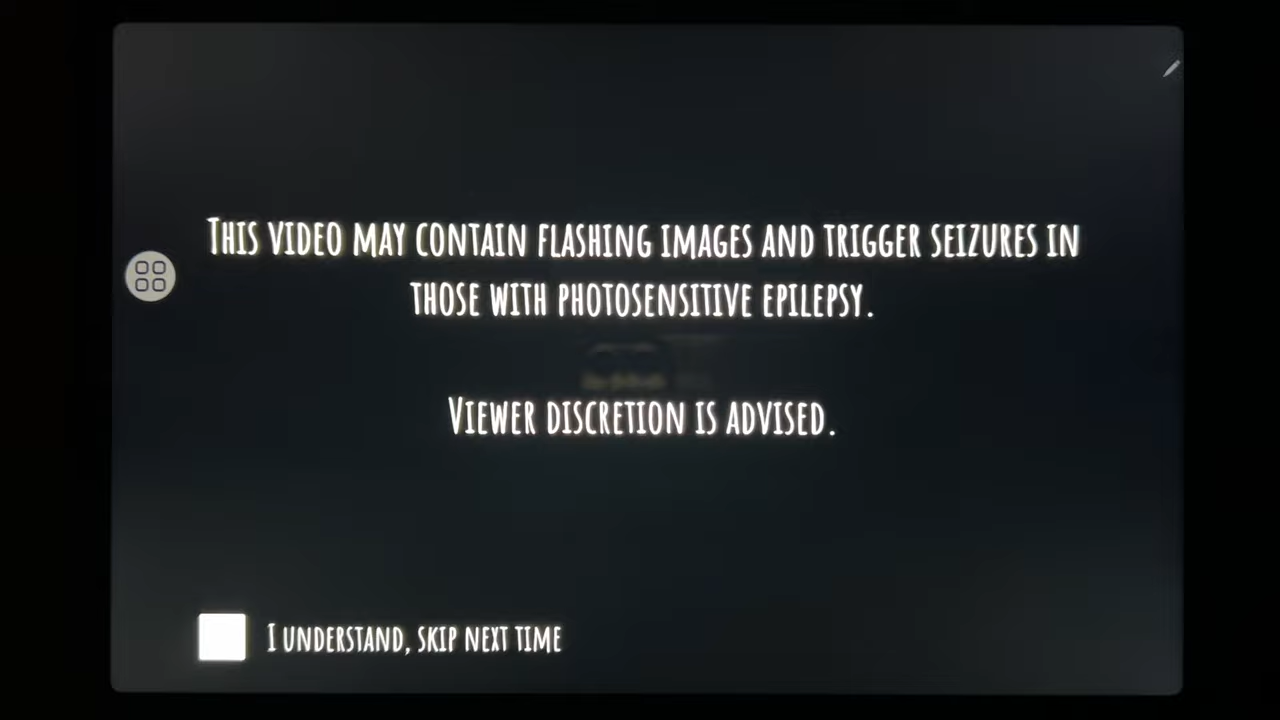 This video may contain flashing images and trigger seizures in
those with photosensitive epilepsy.
Viewer discretion is advised.
I understand, skip next time